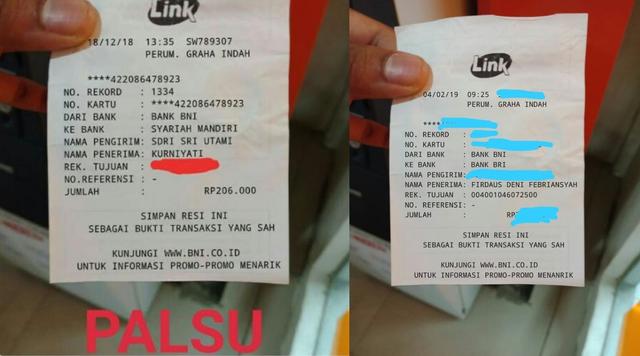 Link
18/12/18 13:35 SW789307
PERUM. GRAHA INDAH
****422086478923
NO. REKORD : 1334
NO. KARTU : ****422086478923
DARI BANK : BANK BNI
KE BANK : SYARIAH MANDIRI
NAMA PENGIRIM: SDRI SRI UTAMI
NAMA PENERIMA: KURNIYATI
REK. TUJUAN :
NO.REFERENSI : -
JUMLAH : RP206.000
SIMPAN RESI INI
SEBAGAI BUKTI TRANSAKSI YANG SAH
KUNJUNGI WWW.BNI.CO.ID
UNTUK INFORMASI PROMO-PROMO MENARIK
PALSU
Link
04/02/19 09:25
PERUM. GRAHA INDAH
****
NO. REKORD :
NO. KARTU :
DARI BANK : BANK BNI
KE BANK : BANK BRI
NAMA PENGIRIM:
NAMA PENERIMA: FIRDAUS DENI FEBRIANSYAH
REK. TUJUAN : 004001046072500
NO. REFERENSI: -
JUMLAH : RP
SIMPAN RESI INI
SEBAGAI BUKTI TRANSAKSI YANG SAH
KUNJUNGI WWW.BNI.CO.ID
UNTUK INFORMASI PROMO-PROMO MENARIK